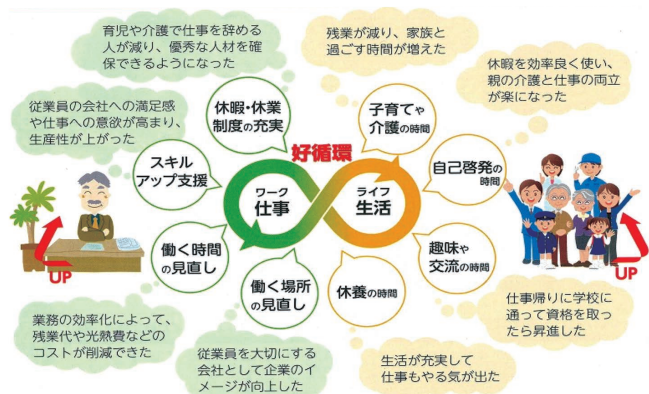 育児や介護で仕事を辞める
人が減り、優秀な人材を確
保できるようになった
残業が減り、家族と
過ごす時間が増えた
休暇を効率良く使い、
親の介護と仕事の両立
が楽になった
従業員の会社への満足感
や仕事への意欲が高まり、
生産性が上がった
休暇・休業
制度の充実
子育てや
介護の時間
好循環
スキル
アップ支援
自己啓発の
時間
ワーク
仕事
ライフ
生活
働く時間
の見直し
趣味や
交流の時間
働く場所
の見直し
休養の時間
UP
UP
業務の効率化によって、
残業代や光熱費などの
コストが削減できた
従業員を大切にする
会社として企業のイ
メージが向上した
生活が充実して
仕事もやる気が出た
仕事帰りに学校に
通って資格を取っ
たら昇進した